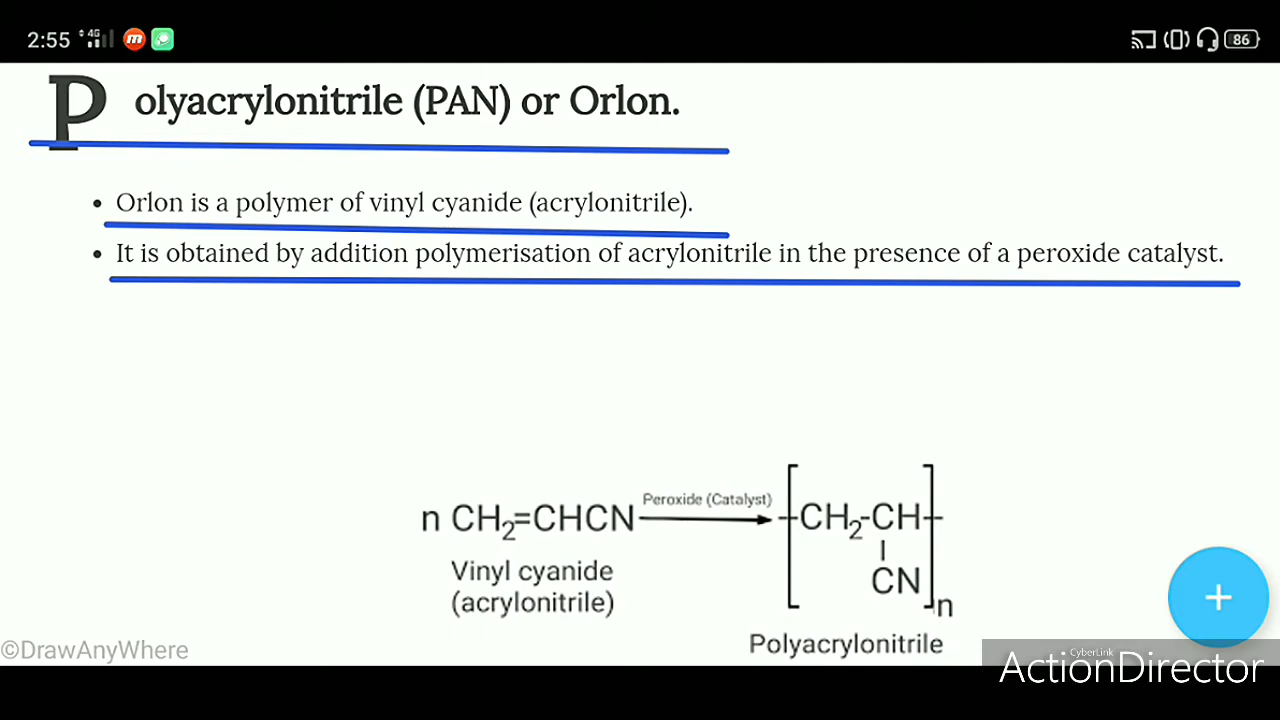 2:55 4G m 86
Polyacrylonitrile (PAN) or Orlon.
• Orlon is a polymer of vinyl cyanide (acrylonitrile).
• It is obtained by addition polymerisation of acrylonitrile in the presence of a peroxide catalyst.
Peroxide (Catalyst)
n CH₂=CHCN CH₂-CH
CN
n
Vinyl cyanide
(acrylonitrile)
Polyacrylonitrile
+
©DrawAnyWhere
CyberLink
ActionDirector